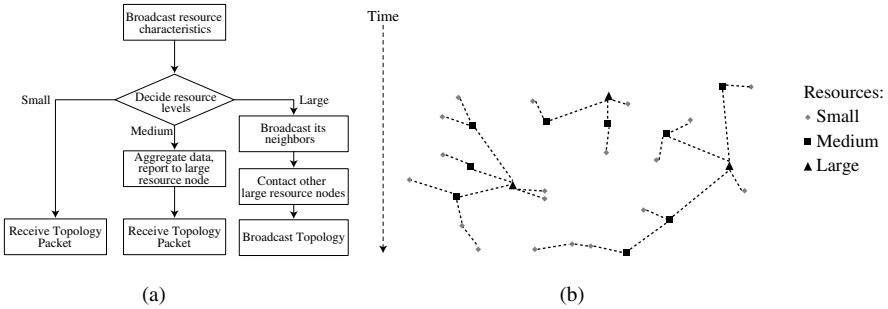 Broadcast resource
characteristics
Time
Small
Decide resource
levels
Large
Medium
Broadcast its
neighbors
Aggregate data,
report to large
resource node
Contact other
large resource nodes
Receive Topology
Packet
Receive Topology
Packet
Broadcast Topology
Resources:
Small
Medium
Large
(a)
(b)